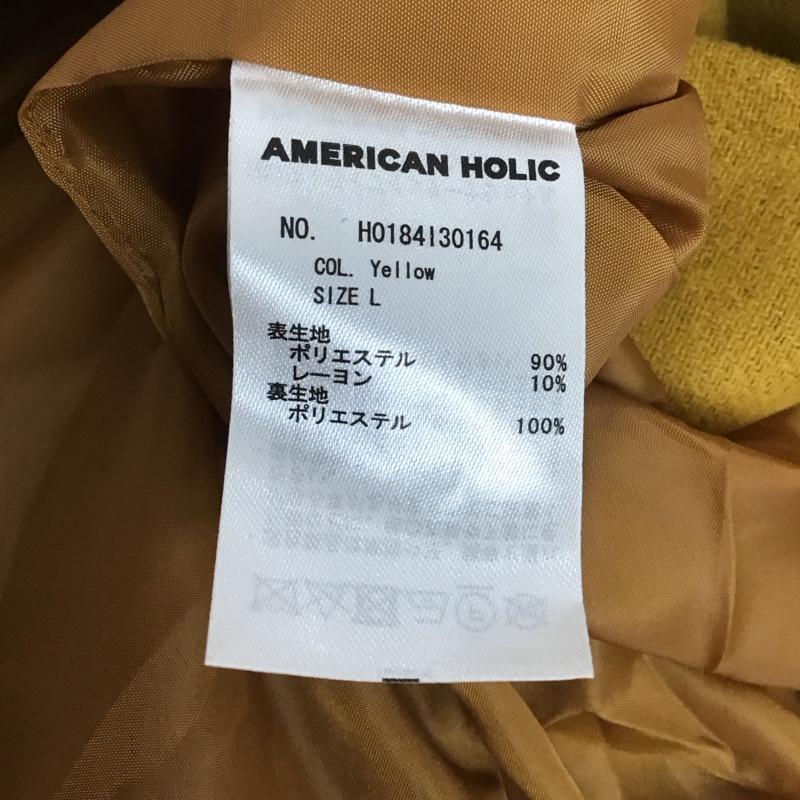 AMERICAN HOLIC
NO. H0184130164
COL. Yellow
SIZE L
表生地
ポリエステル 90%
レーヨン 10%
裏生地
ポリエステル 100%